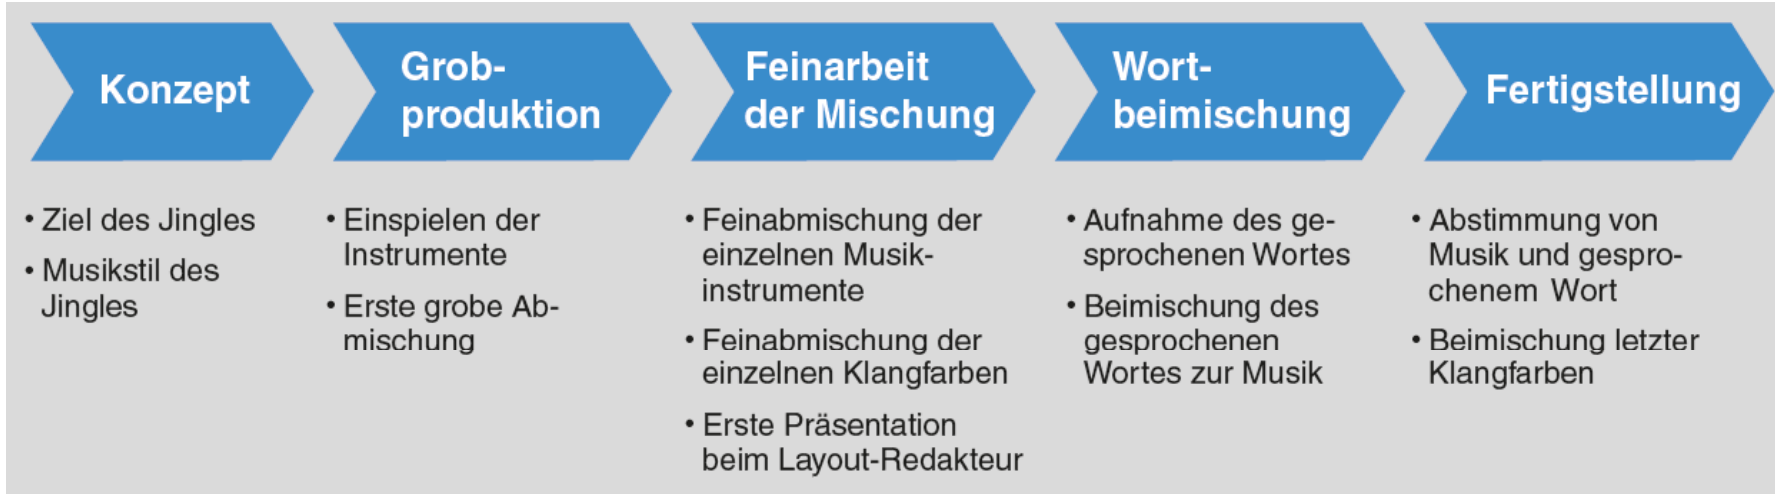 Konzept
• Ziel des Jingles
• Musikstil des
Jingles
Grob-
produktion
• Einspielen der
Instrumente
• Erste grobe Ab-
mischung
Feinarbeit
der Mischung
• Feinabmischung der
einzelnen Musik-
instrumente
• Feinabmischung der
einzelnen Klangfarben
• Erste Präsentation
beim Layout-Redakteur
Wort-
beimischung
• Aufnahme des ge-
sprochenen Wortes
• Beimischung des
gesprochenen
Wortes zur Musik
Fertigstellung
• Abstimmung von
Musik und gespro-
chenem Wort
• Beimischung letzter
Klangfarben